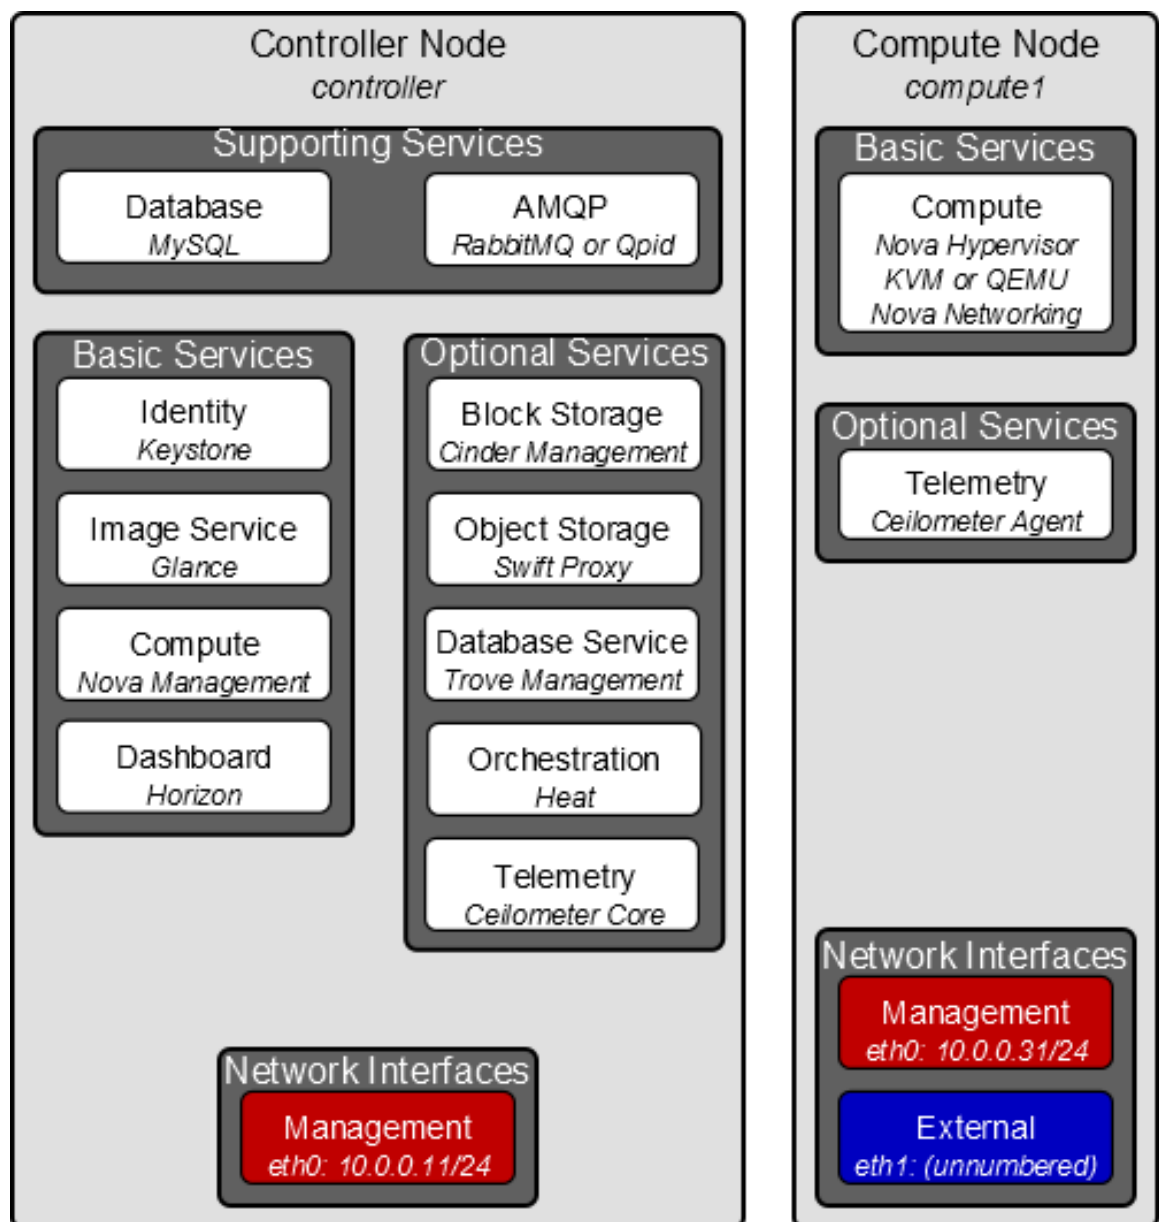 Controller Node
controller
Supporting Services
Database
MySQL
AMQP
RabbitMQ or Qpid
Basic Services
Identity
Keystone
Image Service
Glance
Compute
Nova Management
Dashboard
Horizon
Optional Services
Block Storage
Cinder Management
Object Storage
Swift Proxy
Database Service
Trove Management
Orchestration
Heat
Telemetry
Ceilometer Core
Network Interfaces
Management
eth0: 10.0.0.11/24
Compute Node
compute1
Basic Services
Compute
Nova Hypervisor
KVM or QEMU
Nova Networking
Optional Services
Telemetry
Ceilometer Agent
Network Interfaces
Management
eth0: 10.0.0.31/24
External
eth1: (unnumbered)